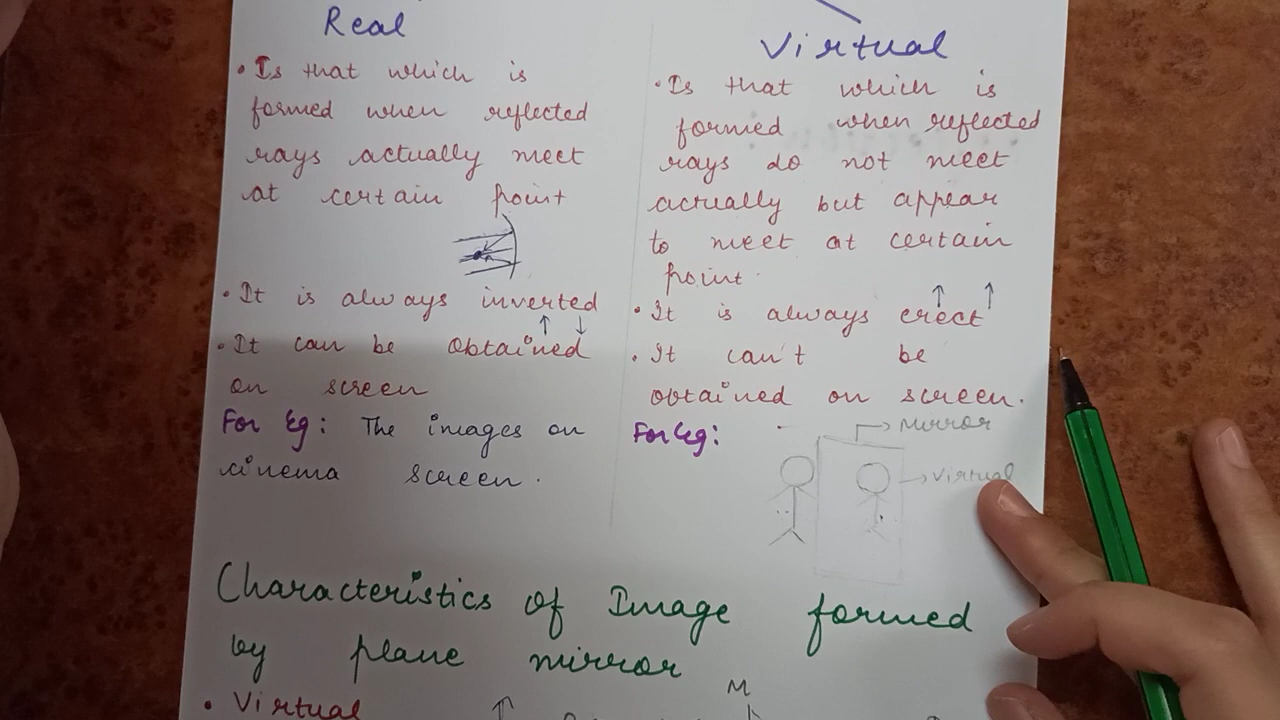 Real
• Is that which is
formed when reflected
rays actually meet
at certain point
• It is always inverted
• It can be obtained
on screen
For Eg: The images on
cinema screen.
Virtual
• Is that which is
formed when reflected
rays do not meet
actually but appear
to meet at certain
point.
• It is always erect
• It can't be
obtained on screen.
For eg:
Mirror
Virtual
Characteristics of Image formed
by plane mirror
• Virtual
M